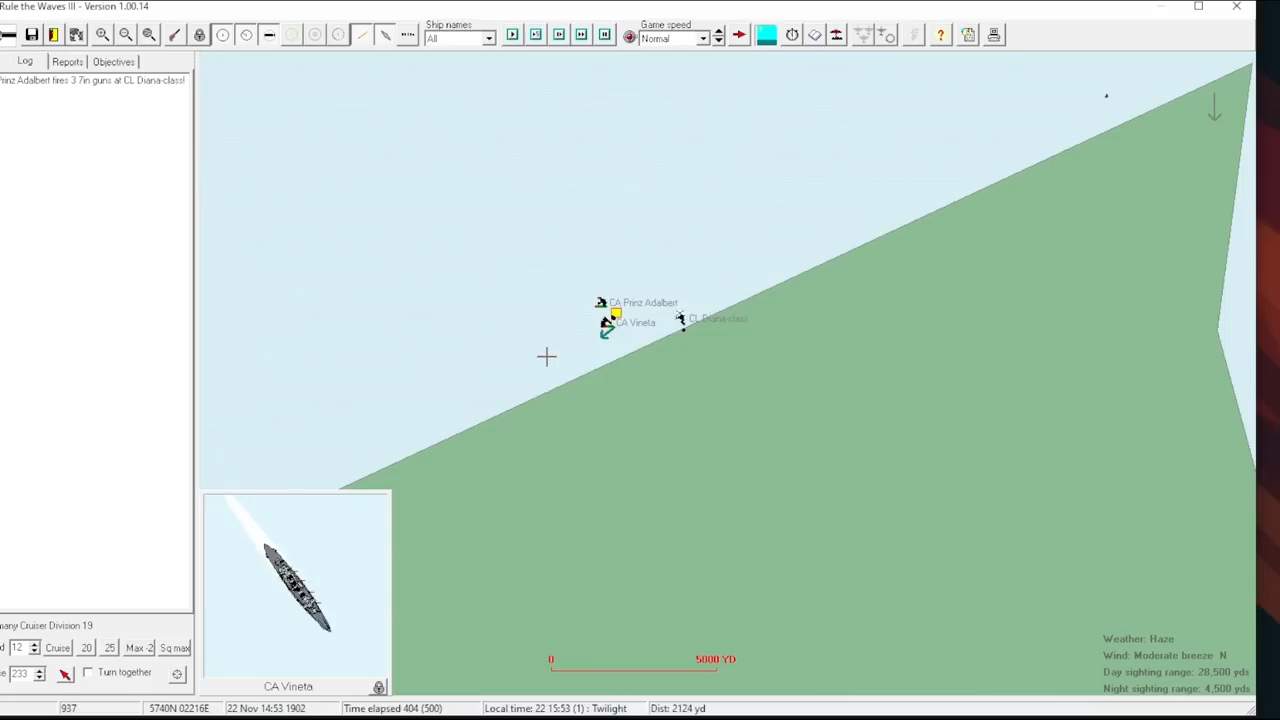 Rule the Waves III - Version 1.00.14
Ship names
All
Game speed
Normal
Log
Reports
Objectives
Prinz Adalbert fires 3 7in guns at CL Diana-class!
CA Prinz Adalbert
CA Vineta
CL Diana-class
many Cruiser Division 19
12
Cruise
20
25
Max -2
Sq max
233
Turn together
CA Vineta
0
5000 YD
Weather: Haze
Wind: Moderate breeze N
Day sighting range: 28,500 yds
Night sighting range: 4,500 yds
937
5740N 02216E
22 Nov 14:53 1902
Time elapsed 404 (500)
Local time: 22 15:53 (1) : Twilight
Dist: 2124 yd